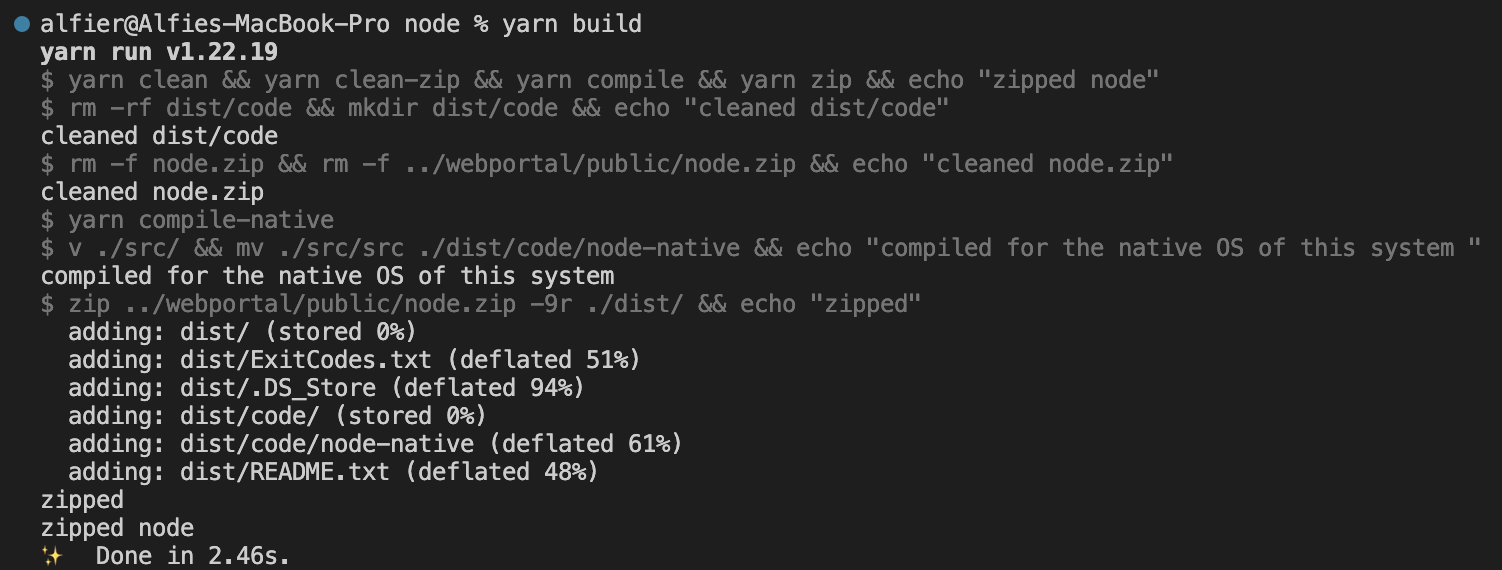 alfier@Alfies-MacBook-Pro node % yarn build
yarn run v1.22.19
$ yarn clean && yarn clean-zip && yarn compile && yarn zip && echo "zipped node"
$ rm -rf dist/code && mkdir dist/code && echo "cleaned dist/code"
cleaned dist/code
$ rm -f node.zip && rm -f ../webportal/public/node.zip && echo "cleaned node.zip"
cleaned node.zip
$ yarn compile-native
$ v ./src/ && mv ./src/src ./dist/code/node-native && echo "compiled for the native OS of this system "
compiled for the native OS of this system
$ zip ../webportal/public/node.zip -9r ./dist/ && echo "zipped"
  adding: dist/ (stored 0%)
  adding: dist/ExitCodes.txt (deflated 51%)
  adding: dist/.DS_Store (deflated 94%)
  adding: dist/code/ (stored 0%)
  adding: dist/code/node-native (deflated 61%)
  adding: dist/README.txt (deflated 48%)
zipped
zipped node
✨  Done in 2.46s.